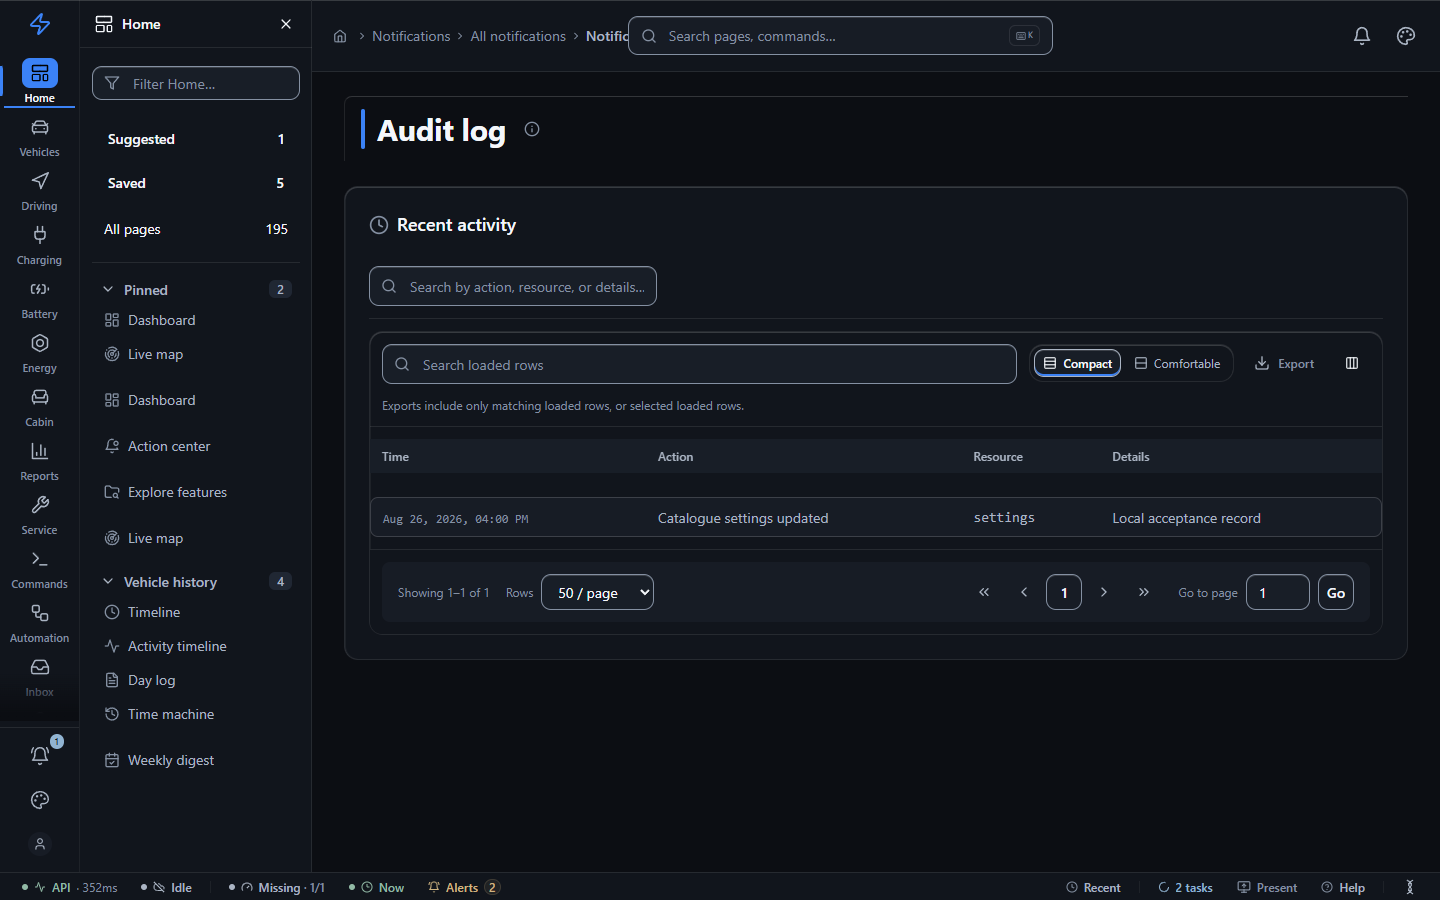 Home
Vehicles
Driving
Charging
Battery
Energy
Cabin
Reports
Service
Commands
Automation
Inbox
1
Home
Filter Home...
Suggested 1
Saved 5
All pages 195
Pinned 2
Dashboard
Live map
Dashboard
Action center
Explore features
Live map
Vehicle history 4
Timeline
Activity timeline
Day log
Time machine
Weekly digest
Notifications All notifications Notific
Search pages, commands... K
Audit log
Recent activity
Search by action, resource, or details...
Search loaded rows
Compact Comfortable Export
Exports include only matching loaded rows, or selected loaded rows.
Time Action Resource Details
Aug 26, 2026, 04:00 PM Catalogue settings updated settings Local acceptance record
Showing 1–1 of 1 Rows 50 / page « ‹ 1 › » Go to page 1 Go
API · 352ms Idle Missing · 1/1 Now Alerts 2 Recent 2 tasks Present Help